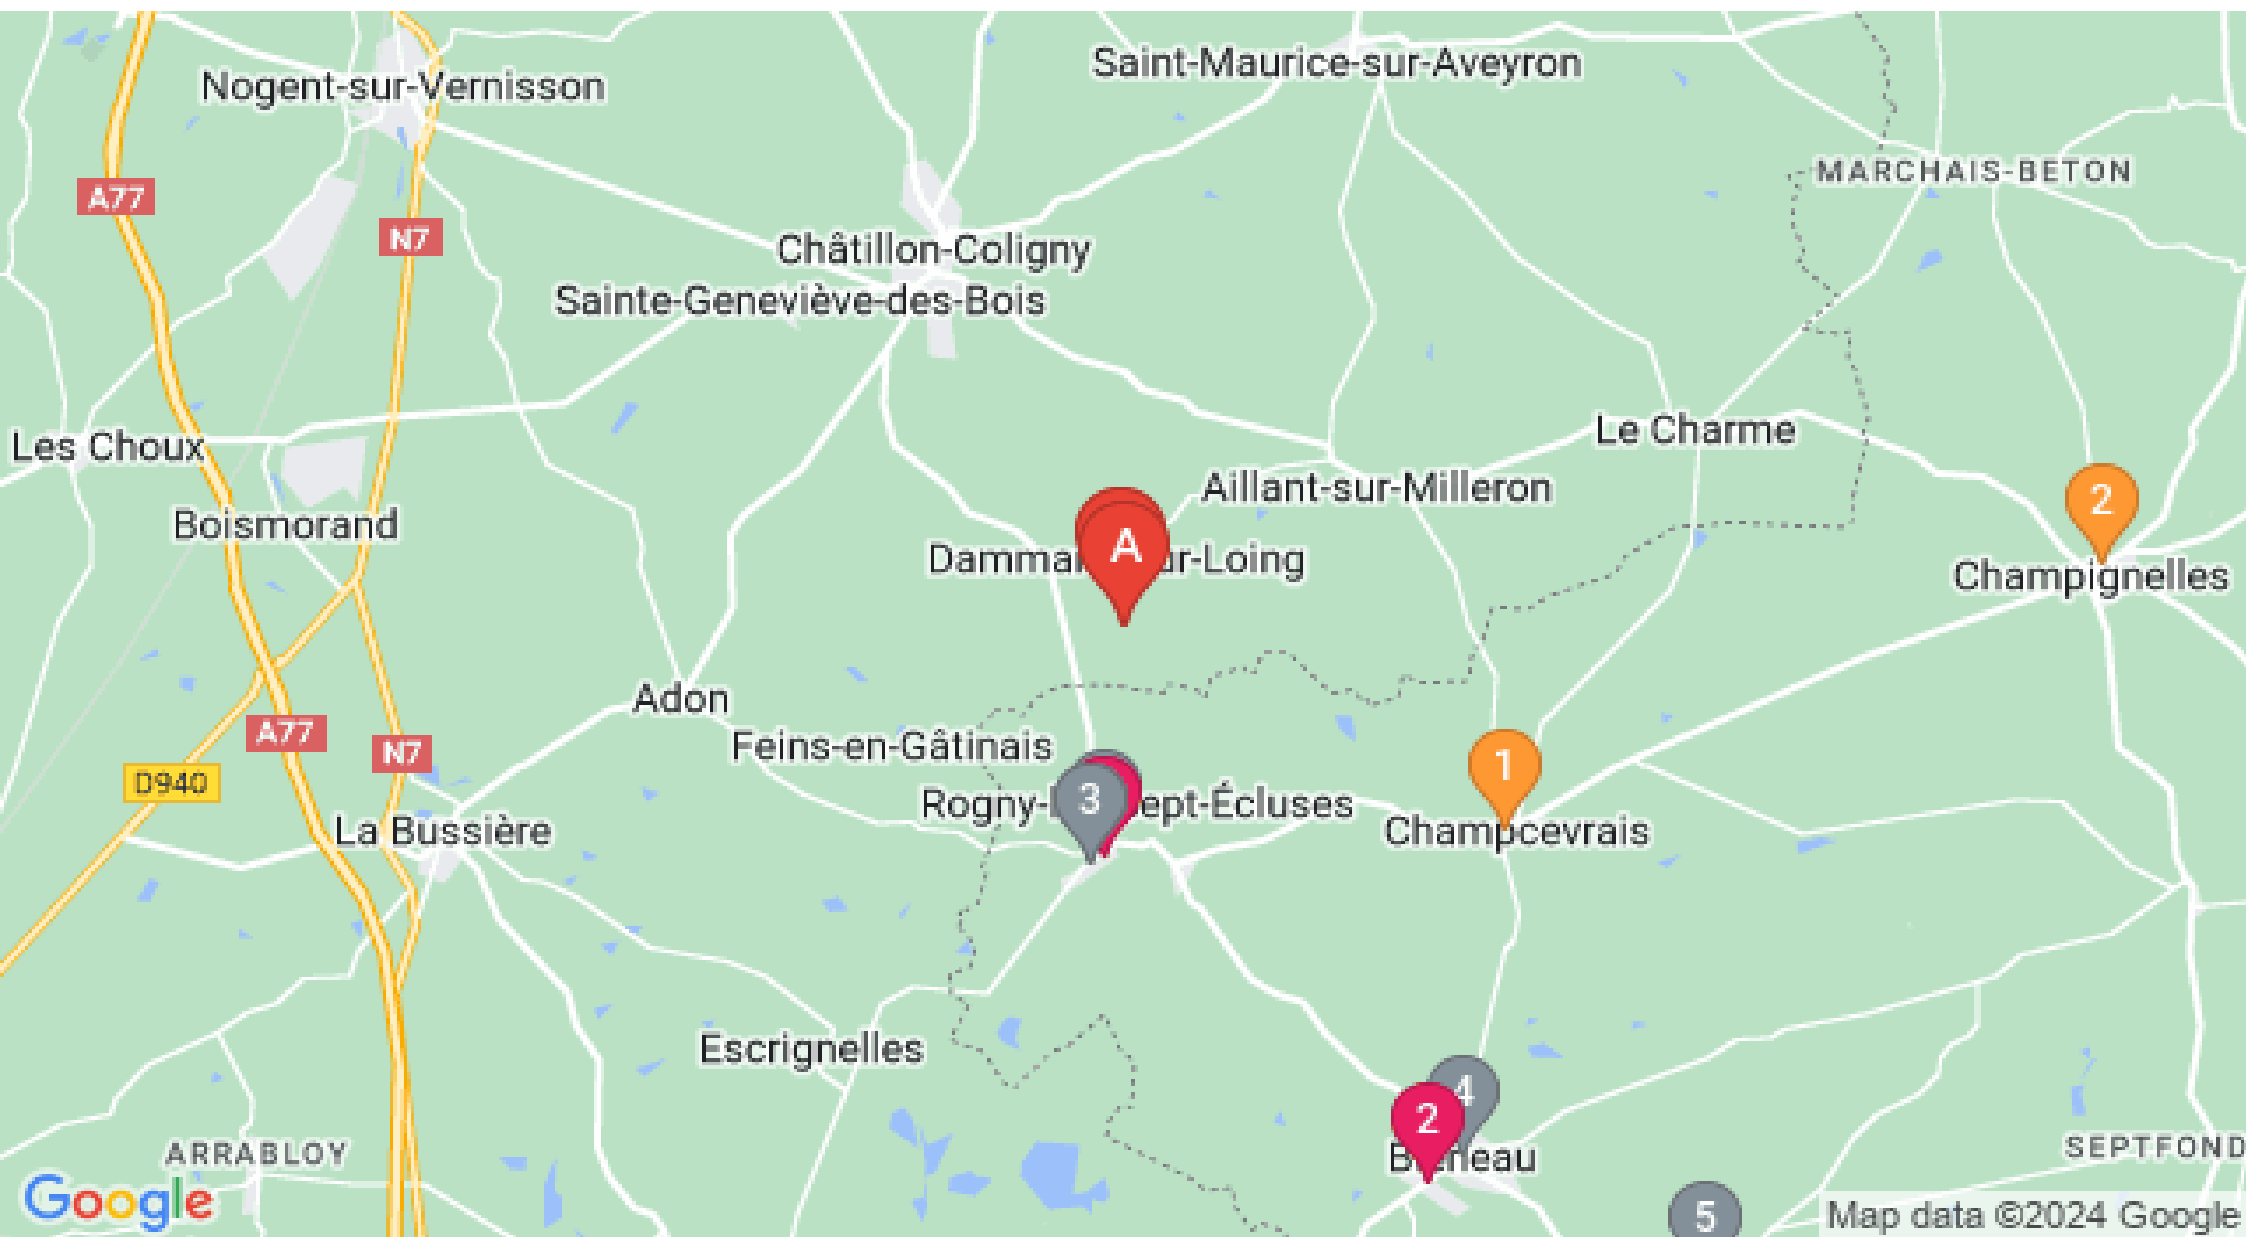 Saint-Maurice-sur-Aveyron
Nogent-sur-Vernisson
MARCHAIS-BETON
A77
N7
Châtillon-Coligny
Sainte-Geneviève-des-Bois
Le Charme
Les Choux
Aillant-sur-Milleron
2
Boismorand
A
Champignelles
Adon
A77
N7
Feins-en-Gâtinais
1
D940
3
La Bussière
Champcevrais
Escrignelles
4
2
ARRABLOY
SEPTFOND
Google
5
Map data ©2024 Google